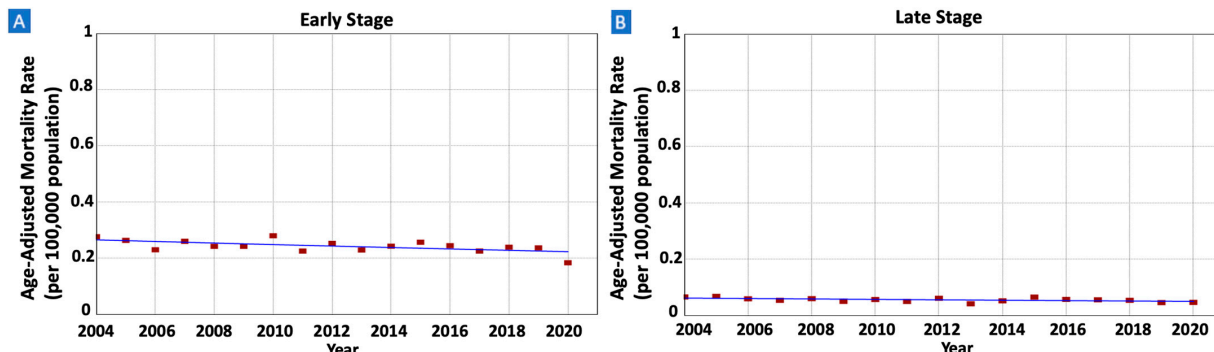 A
Early Stage
Age-Adjusted Mortality Rate
(per 100,000 population)
1
0.8
0.6
0.4
0.2
0
2004 2006 2008 2010 2012 2014 2016 2018 2020
Year
B
Late Stage
Age-Adjusted Mortality Rate
(per 100,000 population)
1
0.8
0.6
0.4
0.2
0
2004 2006 2008 2010 2012 2014 2016 2018 2020
Year